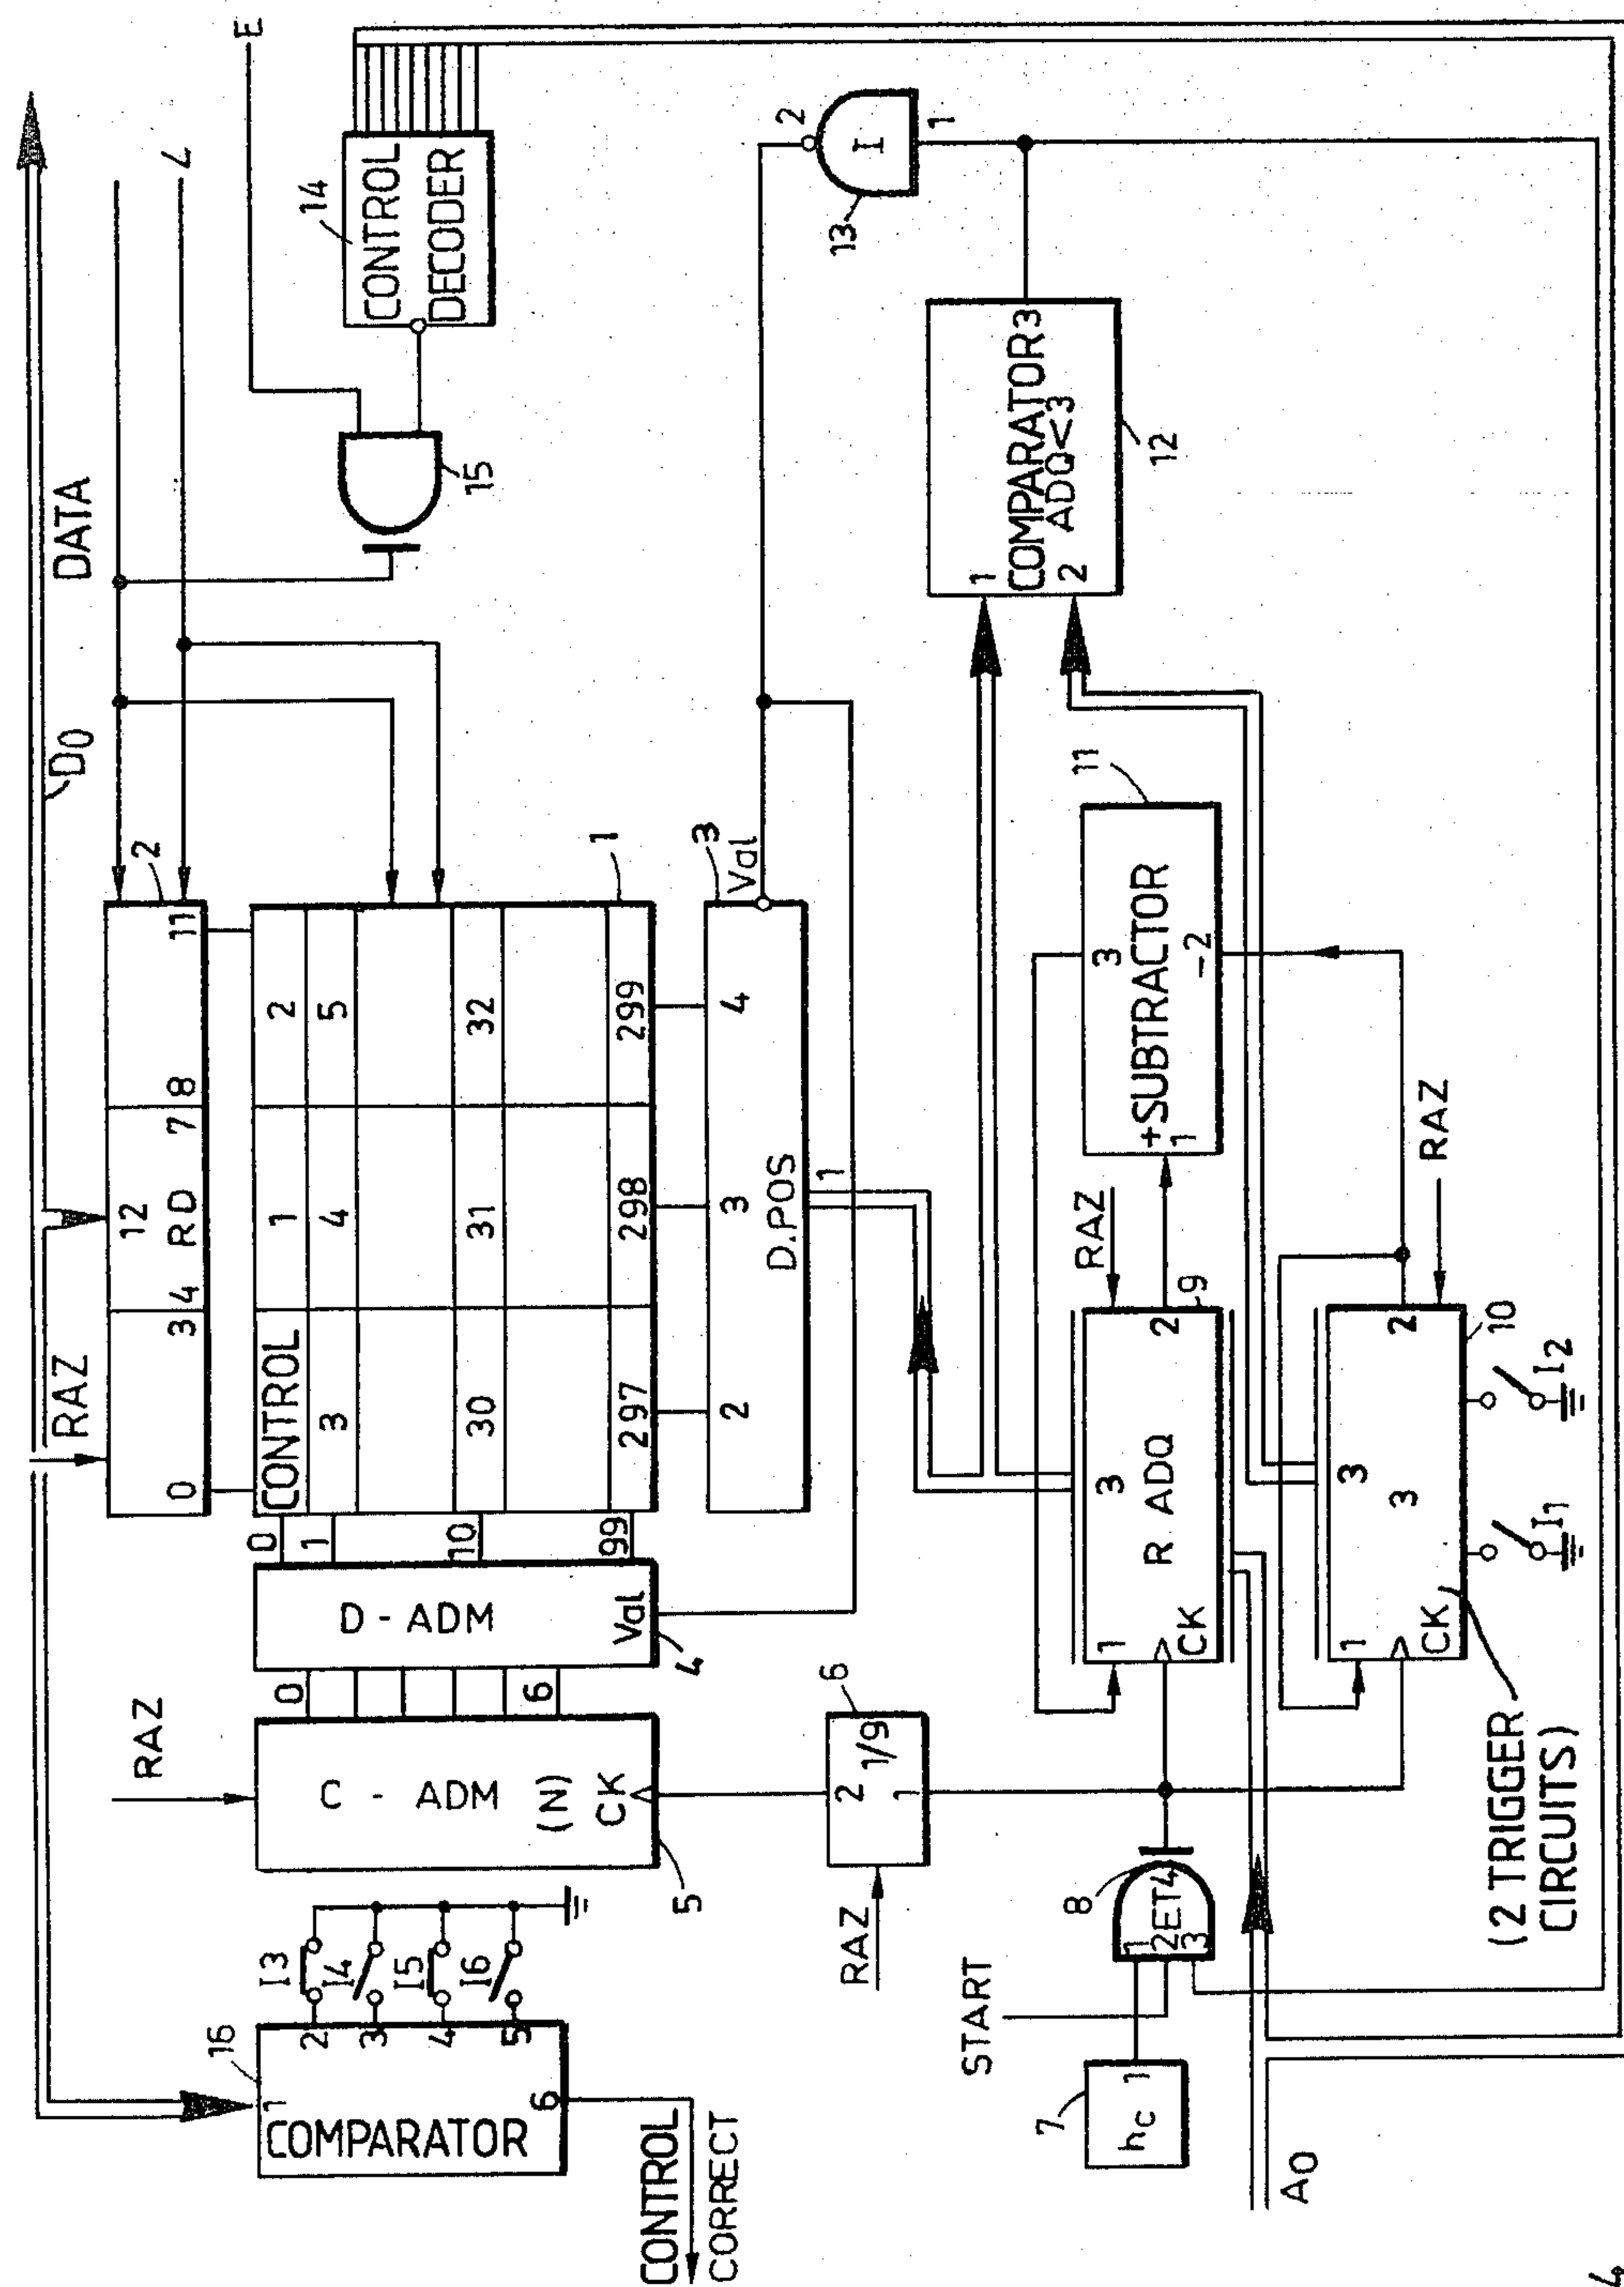 RAZ
D0
DATA
E
L
2
12
RD
0 3 4 7 8 11
14
CONTROL
DECODER
15
16
1
COMPARATOR
2
3
4
5
6
I3
I4
I5
I6
CONTROL
CORRECT
RAZ
C - ADM
(N)
CK
5
0
6
D - ADM
Val
4
0
1
10
99
CONTROL 1 2
3 4 5
30 31 32
297 298 299
1
2 3 4
D.POS
1
3
Val
I
1
2
13
RAZ
6
2
1/9
1
START
7
hc 1
8
1
2ET4
3
RAZ
1
CK
3
R ADQ
2
9
11
3
+SUBTRACTOR
1
-2
1
COMPARATOR3
2 ADQ<3
12
1
CK
3
3
2
10
RAZ
I1
I2
(2 TRIGGER
CIRCUITS)
A0